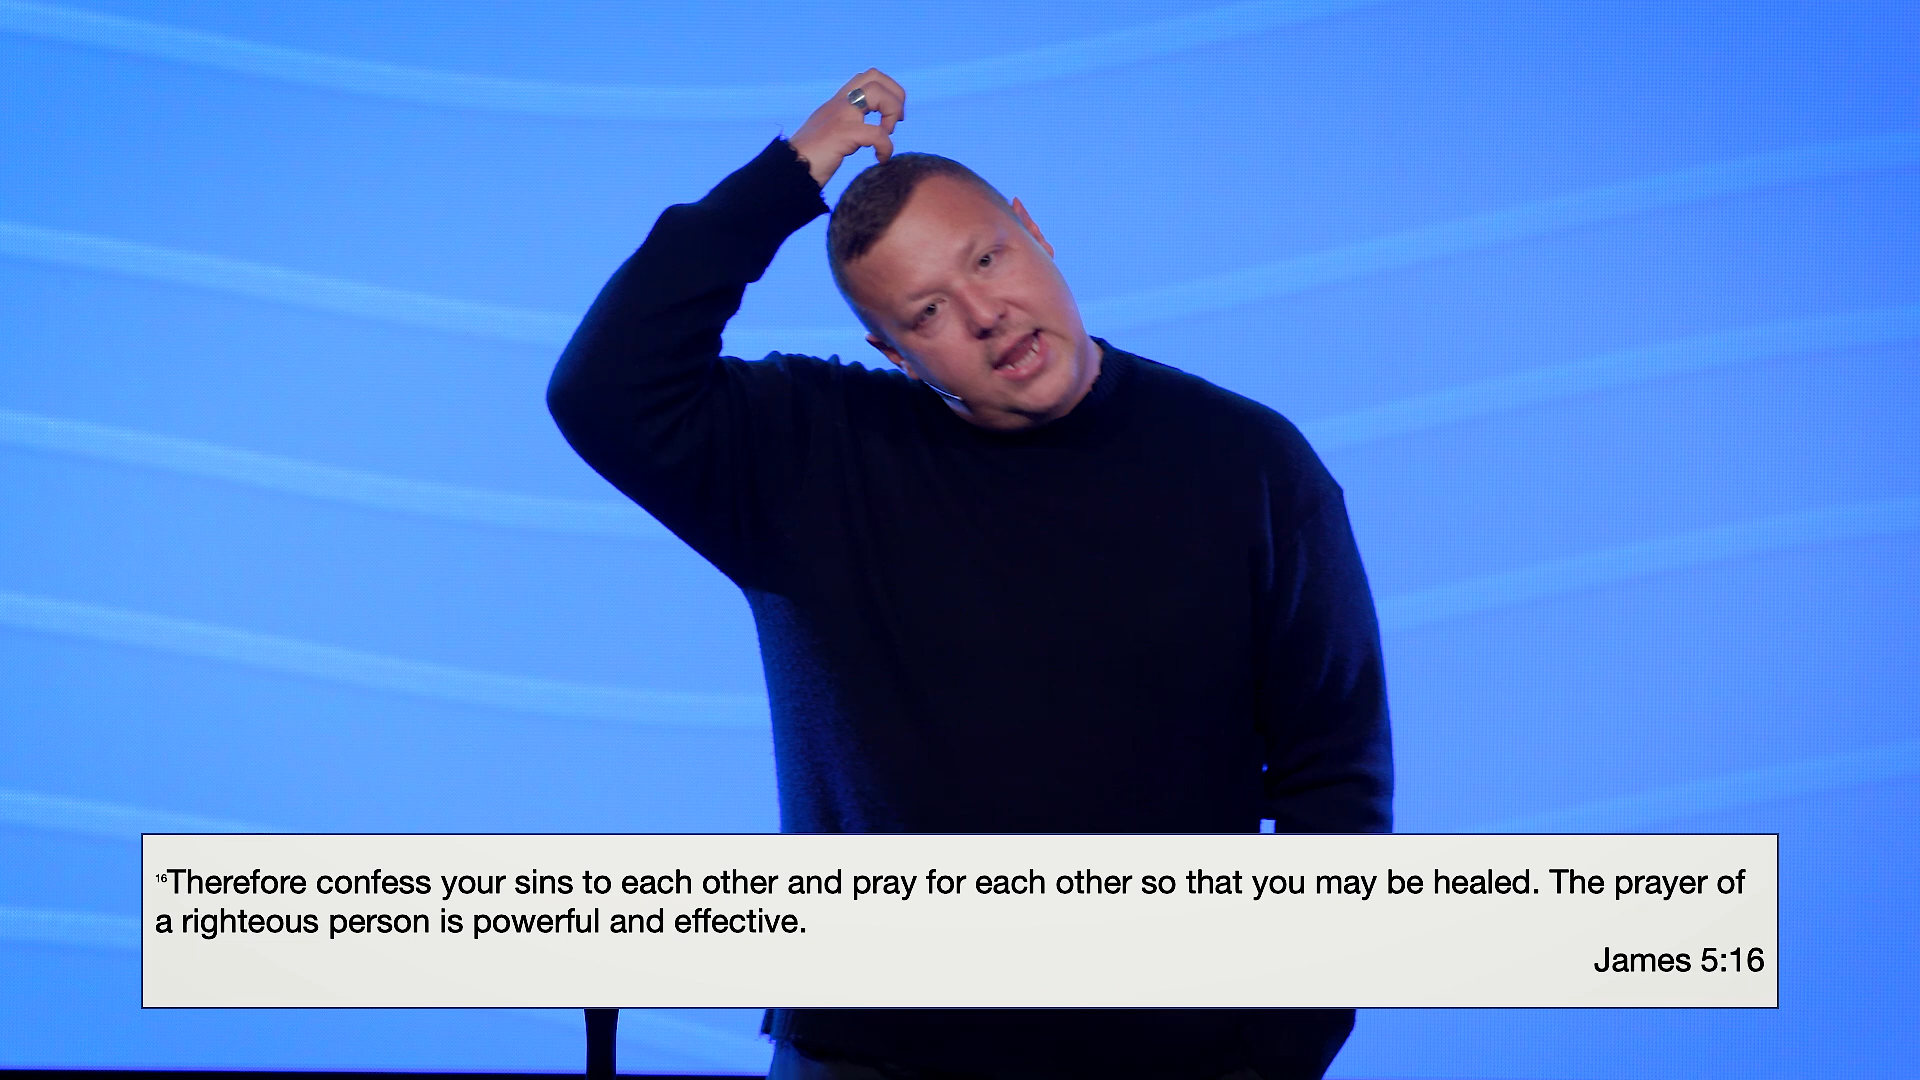 16Therefore confess your sins to each other and pray for each other so that you may be healed. The prayer of
a righteous person is powerful and effective.
James 5:16